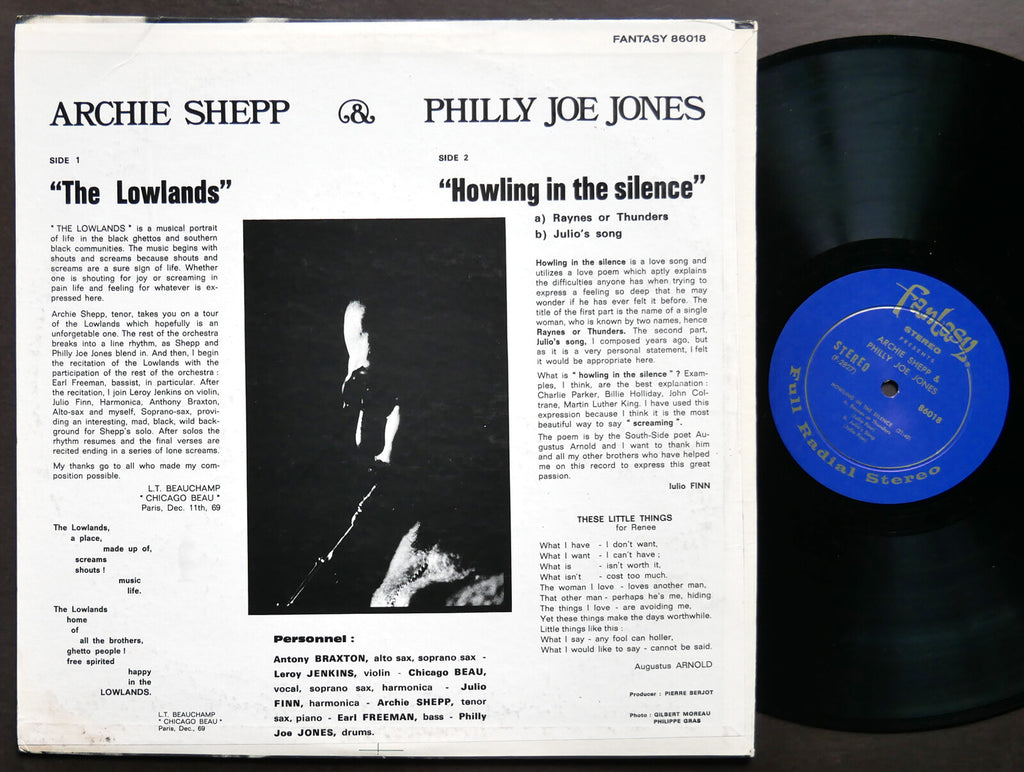 FANTASY 86018
ARCHIE SHEPP & PHILLY JOE JONES
SIDE 1
"The Lowlands"
" THE LOWLANDS " is a musical portrait
of life in the black ghettos and southern
black communities. The music begins with
shouts and screams because shouts and
screams are a sure sign of life. Whether
one is shouting for joy or screaming in
pain life and feeling for whatever is ex-
pressed here.
Archie Shepp, tenor, takes you on a tour
of the Lowlands which hopefully is an
unforgetable one. The rest of the orchestra
breaks into a line rhythm, as Shepp and
Philly Joe Jones blend in. And then, I begin
the recitation of the Lowlands with the
participation of the rest of the orchestra :
Earl Freeman, bassist, in particular. After
the recitation, I join Leroy Jenkins on violin,
Julio Finn, Harmonica, Anthony Braxton,
Alto-sax and myself, Soprano-sax, provid-
ing an interesting, mad, black, wild back-
ground for Shepp's solo. After solos the
rhythm resumes and the final verses are
recited ending in a series of lone screams.
My thanks go to all who made my com-
position possible.
L.T. BEAUCHAMP
" CHICAGO BEAU "
Paris, Dec. 11th, 69
The Lowlands,
a place,
made up of,
screams
shouts !
music
life.
The Lowlands
home
of
all the brothers,
ghetto people !
free spirited
happy
in the
LOWLANDS.
L.T. BEAUCHAMP
" CHICAGO BEAU "
Paris, Dec., 69
SIDE 2
"Howling in the silence"
a) Raynes or Thunders
b) Julio's song
Howling in the silence is a love song and
utilizes a love poem which aptly explains
the difficulties anyone has when trying to
express a feeling so deep that he may
wonder if he has ever felt it before. The
title of the first part is the name of a single
woman, who is known by two names, hence
Raynes or Thunders. The second part,
Julio's song, I composed years ago, but
as it is a very personal statement, I felt
it would be appropriate here.
What is " howling in the silence " ? Exam-
ples, I think, are the best explanation :
Charlie Parker, Billie Holliday, John Col-
trane, Martin Luther King. I have used this
expression because I think it is the most
beautiful way to say " screaming ".
The poem is by the South-Side poet Au-
gustus Arnold and I want to thank him
and all my other brothers who have helped
me on this record to express this great
passion.
Iulio FINN
THESE LITTLE THINGS
for Renee
What I have - I don't want,
What I want - I can't have ;
What is - isn't worth it,
What isn't - cost too much.
The woman I love - loves another man,
That other man - perhaps he's me, hiding
The things I love - are avoiding me,
Yet these things make the days worthwhile.
Little things like this :
What I say - any fool can holler,
What I would like to say - cannot be said.
Augustus ARNOLD
Producer : PIERRE BERJOT
Photo : GILBERT MOREAU
PHILIPPE GRAS
Personnel :
Antony BRAXTON, alto sax, soprano sax -
Leroy JENKINS, violin - Chicago BEAU,
vocal, soprano sax, harmonica - Julio
FINN, harmonica - Archie SHEPP, tenor
sax, piano - Earl FREEMAN, bass - Philly
Joe JONES, drums.
Fantasy
STEREO
PRESENTS
ARCHIE SHEPP &
PHILLY JOE JONES
STEREO
86018
HOWLING IN THE SILENCE
Full Radial Stereo